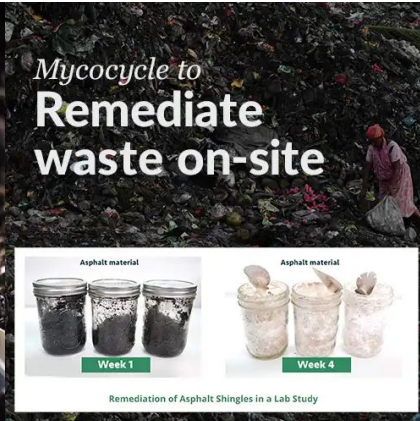 Mycocycle to
Remediate
waste on-site
Asphalt material
Asphalt material
Week 1
Week 4
Remediation of Asphalt Shingles in a Lab Study